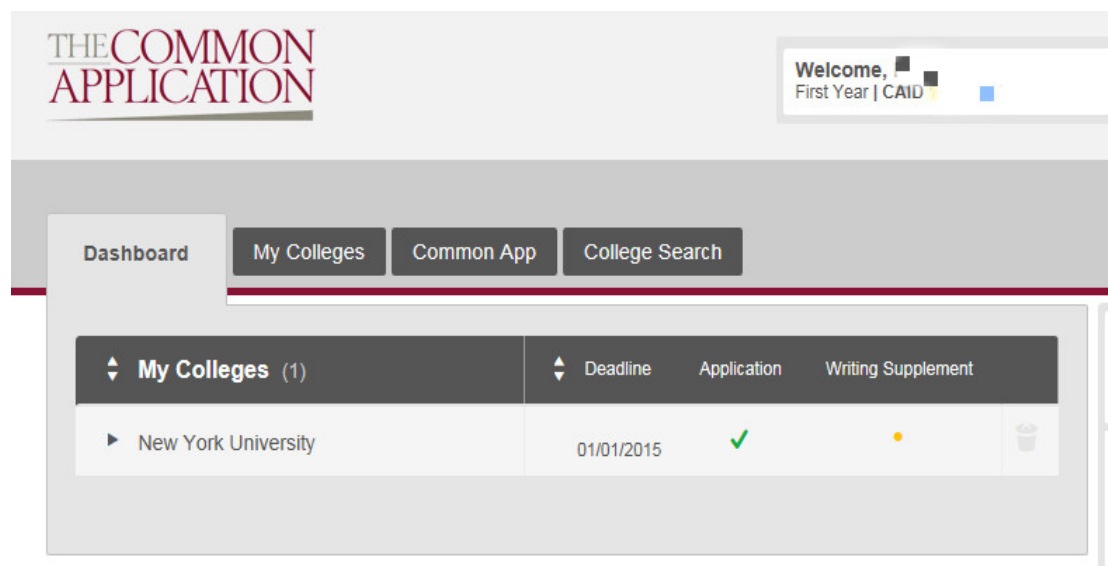 THE COMMON
APPLICATION
Welcome,
First Year | CAID
Dashboard
My Colleges
Common App
College Search
My Colleges (1)
Deadline
Application
Writing Supplement
New York University
01/01/2015